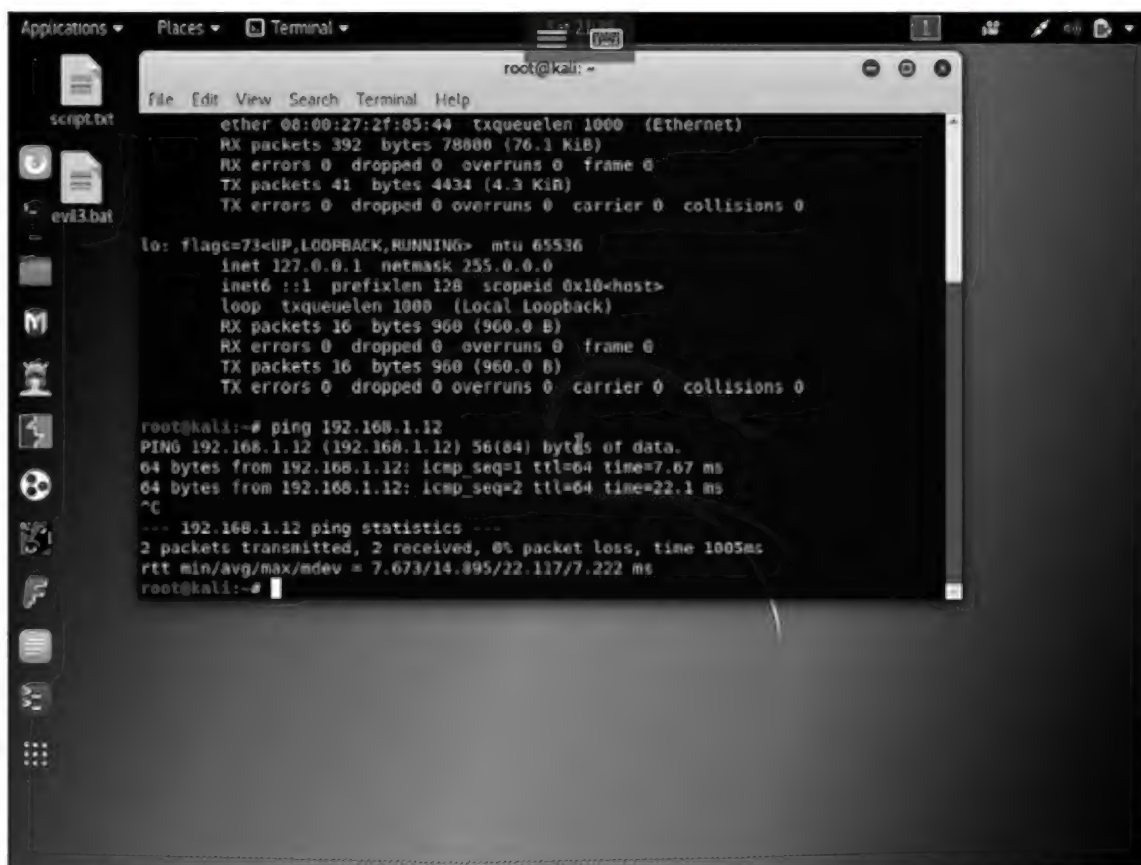 Applications Places Terminal
1
root@kali: ~
File Edit View Search Terminal Help
script.txt
evil3.bat
ether 08:00:27:2f:85:44 txqueuelen 1000 (Ethernet)
RX packets 392 bytes 78000 (76.1 KiB)
RX errors 0 dropped 0 overruns 0 frame 0
TX packets 41 bytes 4434 (4.3 KiB)
TX errors 0 dropped 0 overruns 0 carrier 0 collisions 0
lo: flags=73<UP,LOOPBACK,RUNNING> mtu 65536
inet 127.0.0.1 netmask 255.0.0.0
inet6 ::1 prefixlen 128 scopeid 0x10<host>
loop txqueuelen 1000 (Local Loopback)
RX packets 16 bytes 960 (960.0 B)
RX errors 0 dropped 0 overruns 0 frame 0
TX packets 16 bytes 960 (960.0 B)
TX errors 0 dropped 0 overruns 0 carrier 0 collisions 0
root@kali:~# ping 192.168.1.12
PING 192.168.1.12 (192.168.1.12) 56(84) bytes of data.
64 bytes from 192.168.1.12: icmp_seq=1 ttl=64 time=7.67 ms
64 bytes from 192.168.1.12: icmp_seq=2 ttl=64 time=22.1 ms
^C
--- 192.168.1.12 ping statistics ---
2 packets transmitted, 2 received, 0% packet loss, time 1005ms
rtt min/avg/max/mdev = 7.673/14.895/22.117/7.222 ms
root@kali:~#